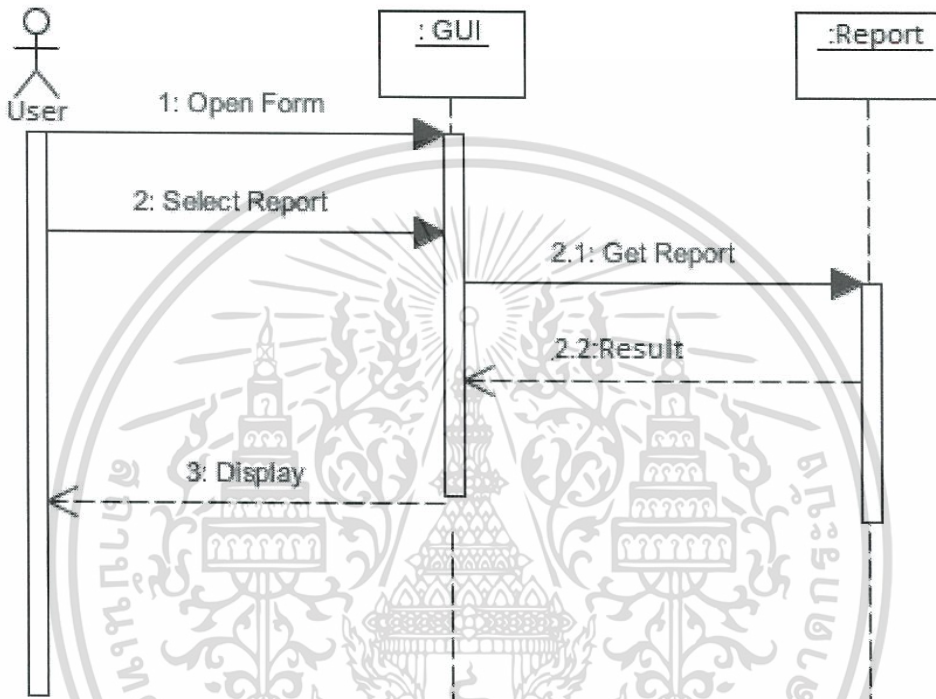 : GUI
:Report
User
1: Open Form
2: Select Report
2.1: Get Report
2.2:Result
3: Display